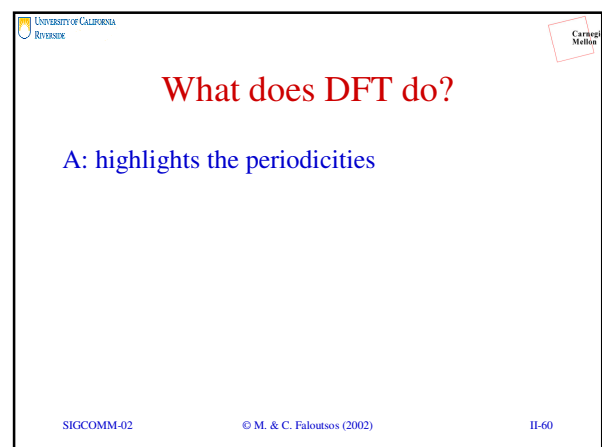 UNIVERSITY OF CALIFORNIA
RIVERSIDE
Carnegi
Mellon
What does DFT do?
A: highlights the periodicities
SIGCOMM-02
© M. & C. Faloutsos (2002)
II-60